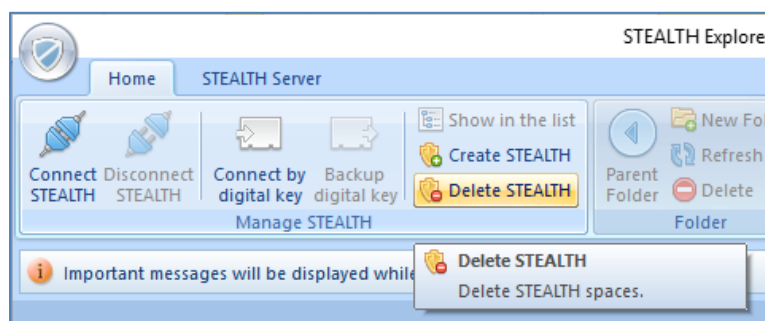 STEALTH Explore
Home STEALTH Server
Connect STEALTH
Disconnect STEALTH
Connect by digital key
Backup digital key
Show in the list
Create STEALTH
Delete STEALTH
Manage STEALTH
Parent Folder
New Fol
Refresh
Delete
Folder
Important messages will be displayed while
Delete STEALTH
Delete STEALTH spaces.